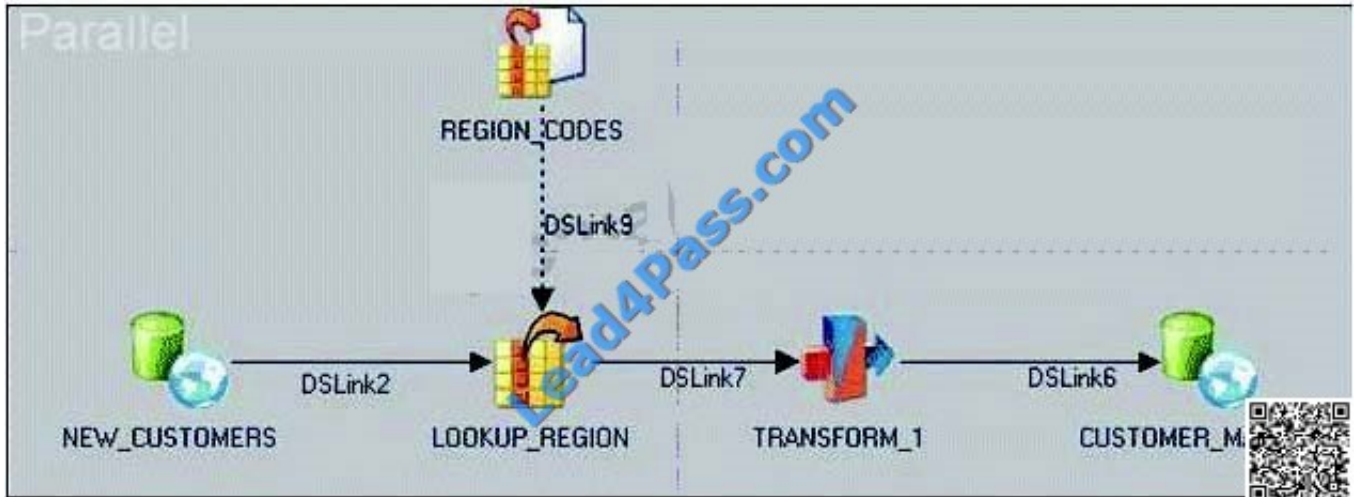 Parallel
REGION_CODES
DSLink9
Lead4Pass.com
DSLink2
DSLink7
DSLink6
NEW_CUSTOMERS
LOOKUP_REGION
TRANSFORM_1